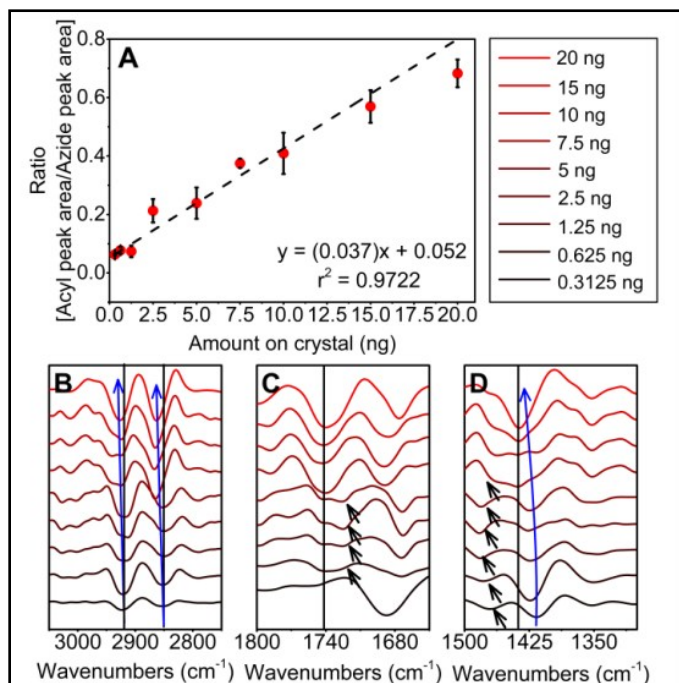 A
Ratio
[Acyl peak area/Azide peak area]
0.8
0.6
0.4
0.2
0.0
y = (0.037)x + 0.052
r² = 0.9722
0.0 2.5 5.0 7.5 10.0 12.5 15.0 17.5 20.0
Amount on crystal (ng)
20 ng
15 ng
10 ng
7.5 ng
5 ng
2.5 ng
1.25 ng
0.625 ng
0.3125 ng
B
3050 2900 2750
Wavenumbers (cm⁻¹)
C
1800 1740 1680
Wavenumbers (cm⁻¹)
D
1500 1425 1350
Wavenumbers (cm⁻¹)